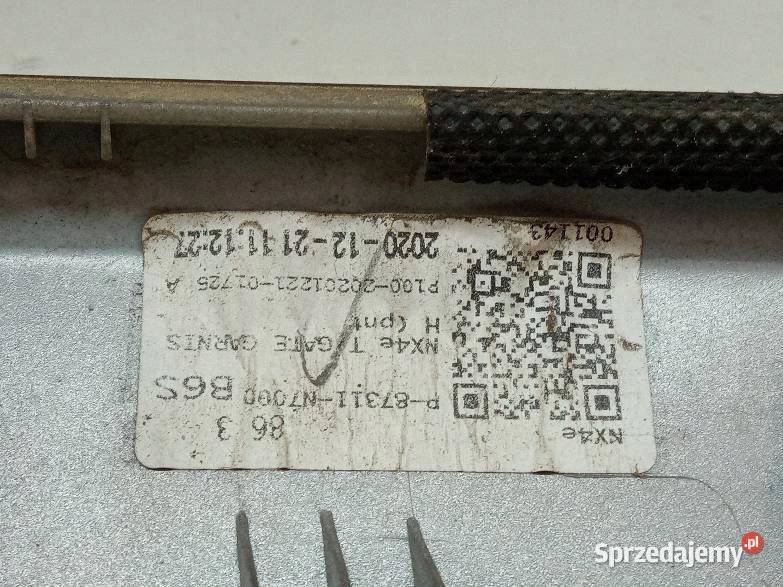 NX4e
86 3
P-87311-N7000 B6S
NX4e T/GATE GARNIS
H (pnt
P100-20201221-01725 A
2020-12-21 11:12:27
001143
Sprzedajemy.pl